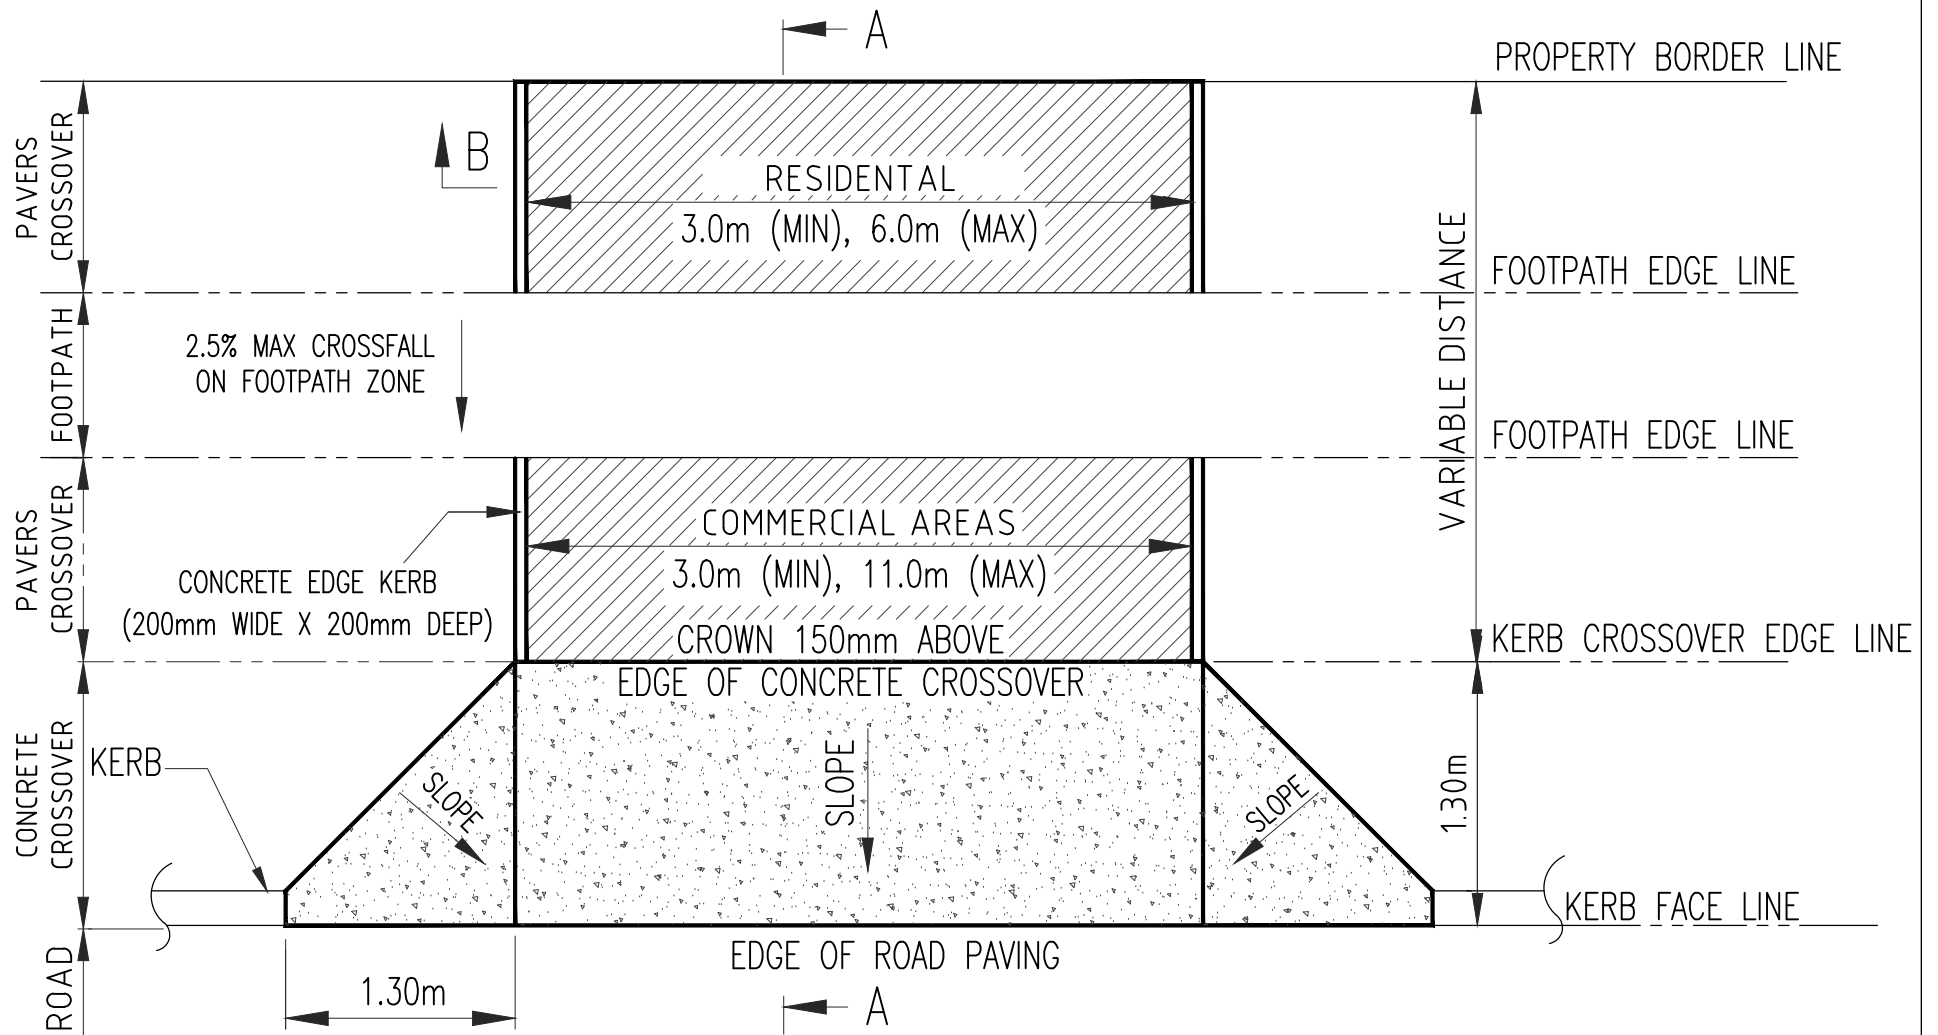 A
PROPERTY BORDER LINE
PAVERS
CROSSOVER
B
RESIDENTAL
3.0m (MIN), 6.0m (MAX)
VARIABLE DISTANCE
FOOTPATH EDGE LINE
FOOTPATH
2.5% MAX CROSSFALL
ON FOOTPATH ZONE
FOOTPATH EDGE LINE
PAVERS
CROSSOVER
COMMERCIAL AREAS
3.0m (MIN), 11.0m (MAX)
CONCRETE EDGE KERB
(200mm WIDE X 200mm DEEP)
CROWN 150mm ABOVE
EDGE OF CONCRETE CROSSOVER
KERB CROSSOVER EDGE LINE
CONCRETE
CROSSOVER
KERB
SLOPE
SLOPE
SLOPE
1.30m
KERB FACE LINE
EDGE OF ROAD PAVING
ROAD
1.30m
A